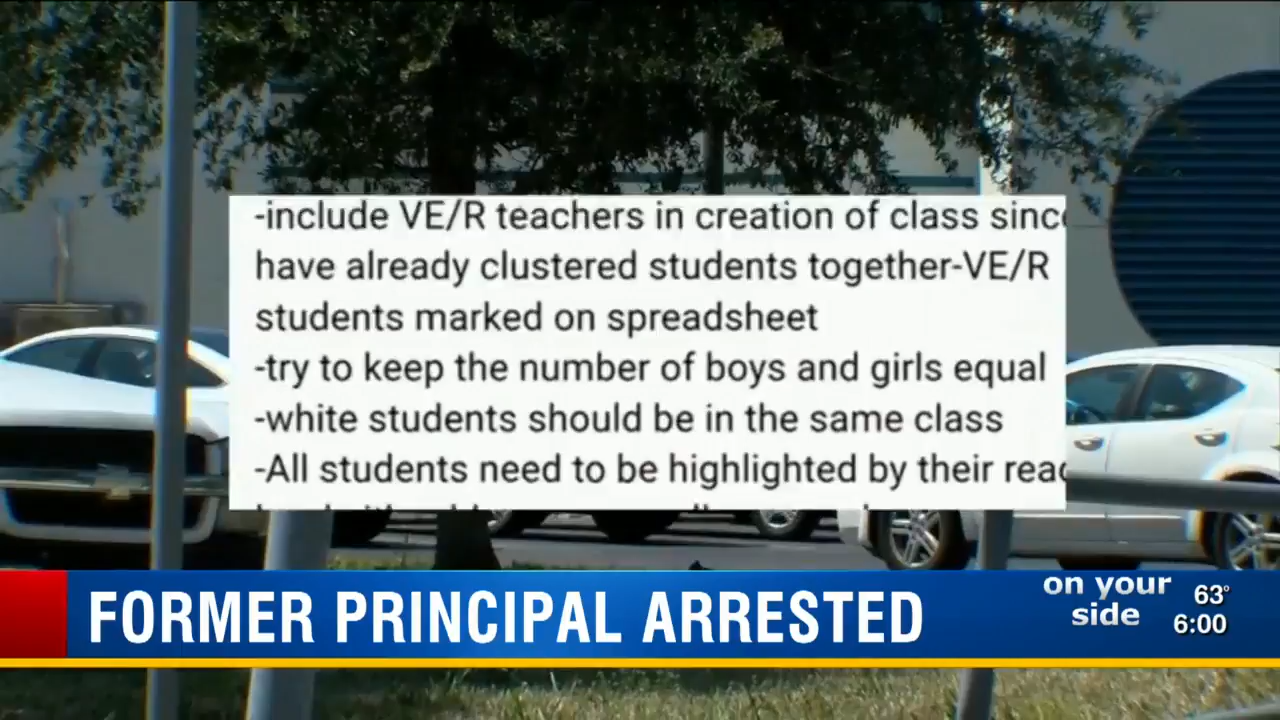 -include VE/R teachers in creation of class
have already clustered students together-VE/R
students marked on spreadsheet
-try to keep the number of boys and girls equal
-white students should be in the same class
-All students need to be highlighted by their
FORMER PRINCIPAL ARRESTED
on your
side
63°
6:00